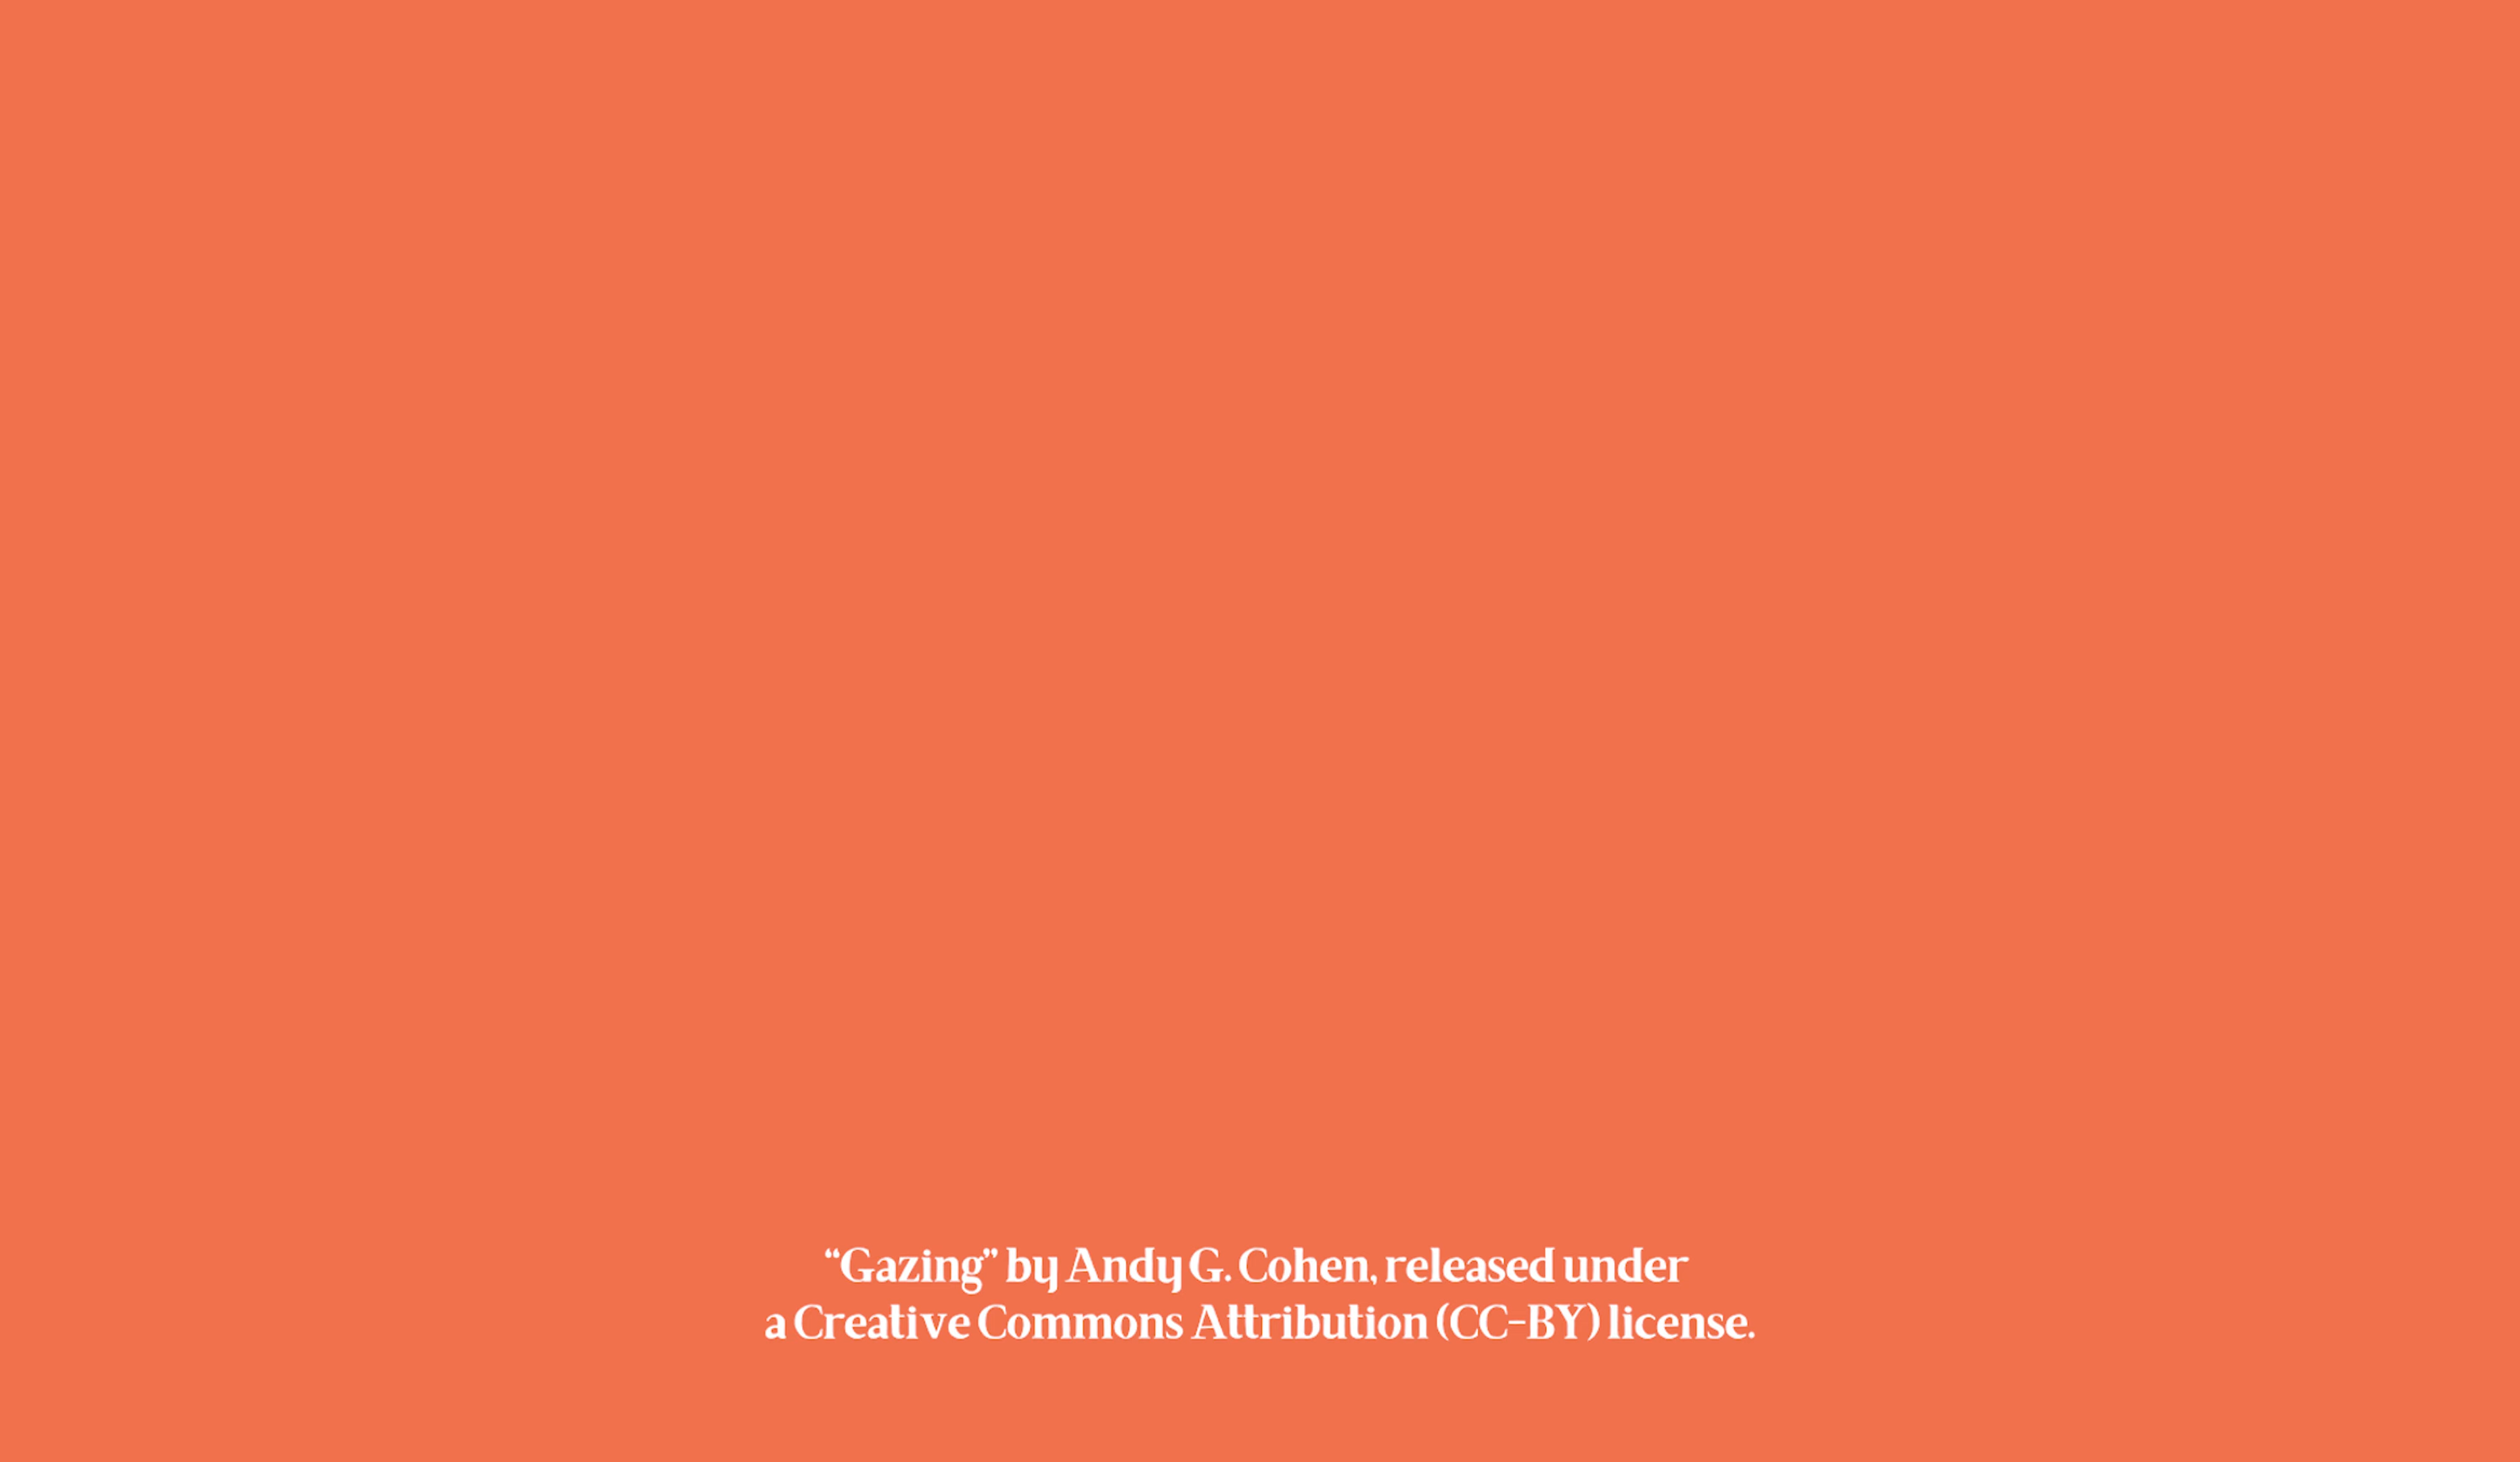 “Gazing” by Andy G. Cohen, released under
a Creative Commons Attribution (CC-BY) license.